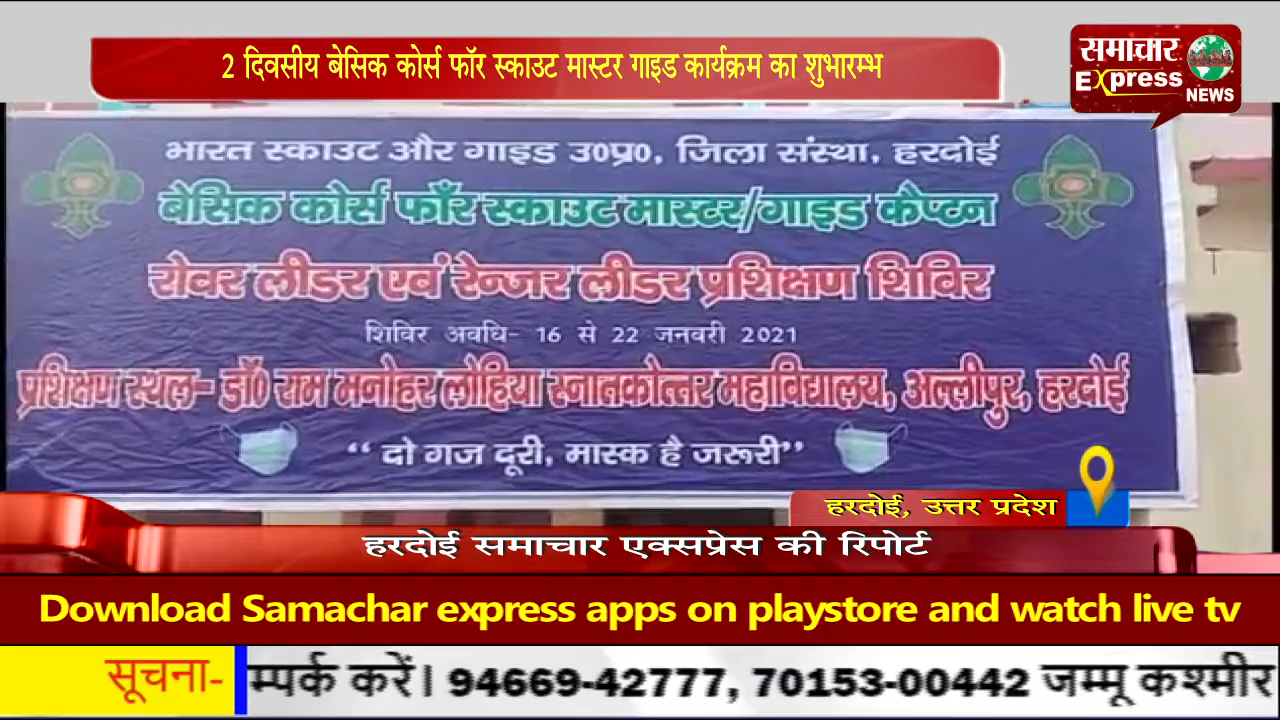 2 दिवसीय बेसिक कोर्स फॉर स्काउट मास्टर गाइड कार्यक्रम का शुभारम्भ
समाचार
Express
NEWS
भारत स्काउट और गाइड उ0प्र0, जिला संस्था, हरदोई
बेसिक कोर्स फॉर स्काउट मास्टर/गाइड कैप्टन
रोवर लीडर एवं रेन्जर लीडर प्रशिक्षण शिविर
शिविर अवधि- 16 से 22 जनवरी 2021
प्रशिक्षण स्थल- डॉ0 राम मनोहर लोहिया स्नातकोत्तर महाविद्यालय, अल्लीपुर, हरदोई
“ दो गज दूरी, मास्क है जरूरी”
हरदोई, उत्तर प्रदेश
हरदोई समाचार एक्सप्रेस की रिपोर्ट
Download Samachar express apps on playstore and watch live tv
सूचना- म्पर्क करें। 94669-42777, 70153-00442 जम्मू कश्मीर